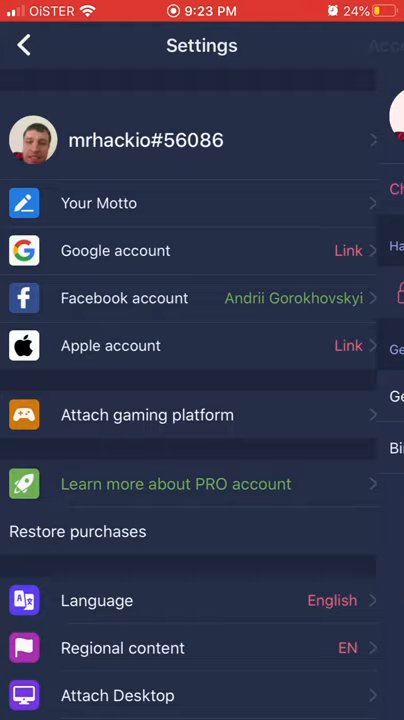 OiSTER 9:23 PM 24%
Settings Acc
mrhackio#56086
Ch
Your Motto
Google account Link Ha
Facebook account Andrii Gorokhovskyi
Apple account Link Ge
Attach gaming platform Ge
Bi
Learn more about PRO account
Restore purchases
Language English
Regional content EN
Attach Desktop